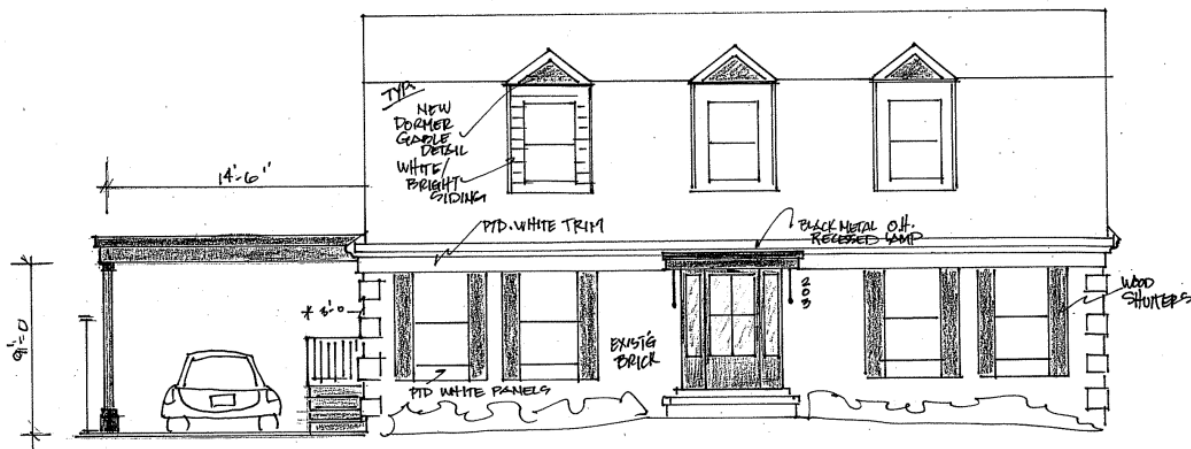 TYP.
NEW
DORMER
GABLE
DETAIL
WHITE/
BRIGHT
SIDING
14'-6"
PTD. WHITE TRIM
BLACK METAL O.H.
RECESSED LAMP
WOOD
SHUTTERS
203
* 3'-0
9'-0
EXIST'G
BRICK
PTD WHITE PANELS